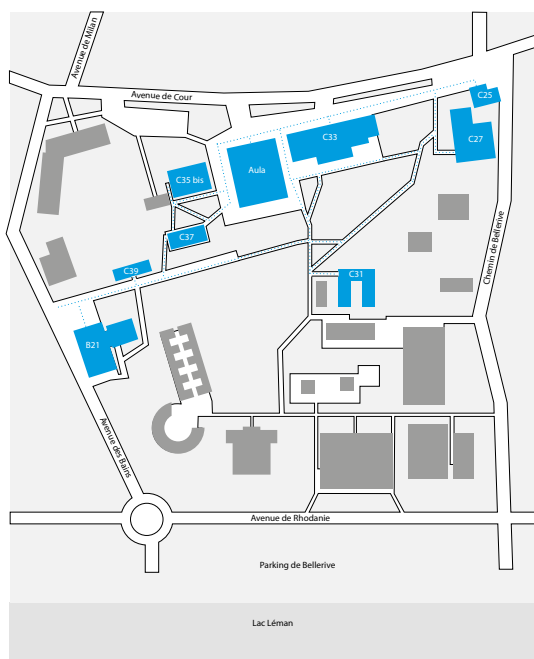 Avenue de Milan
Avenue de Cour
C25
C33
C27
Aula
C35 bis
C37
Chemin de Bellerive
C39
C31
B21
Avenue des Bains
Avenue de Rhodanie
Parking de Bellerive
Lac Léman